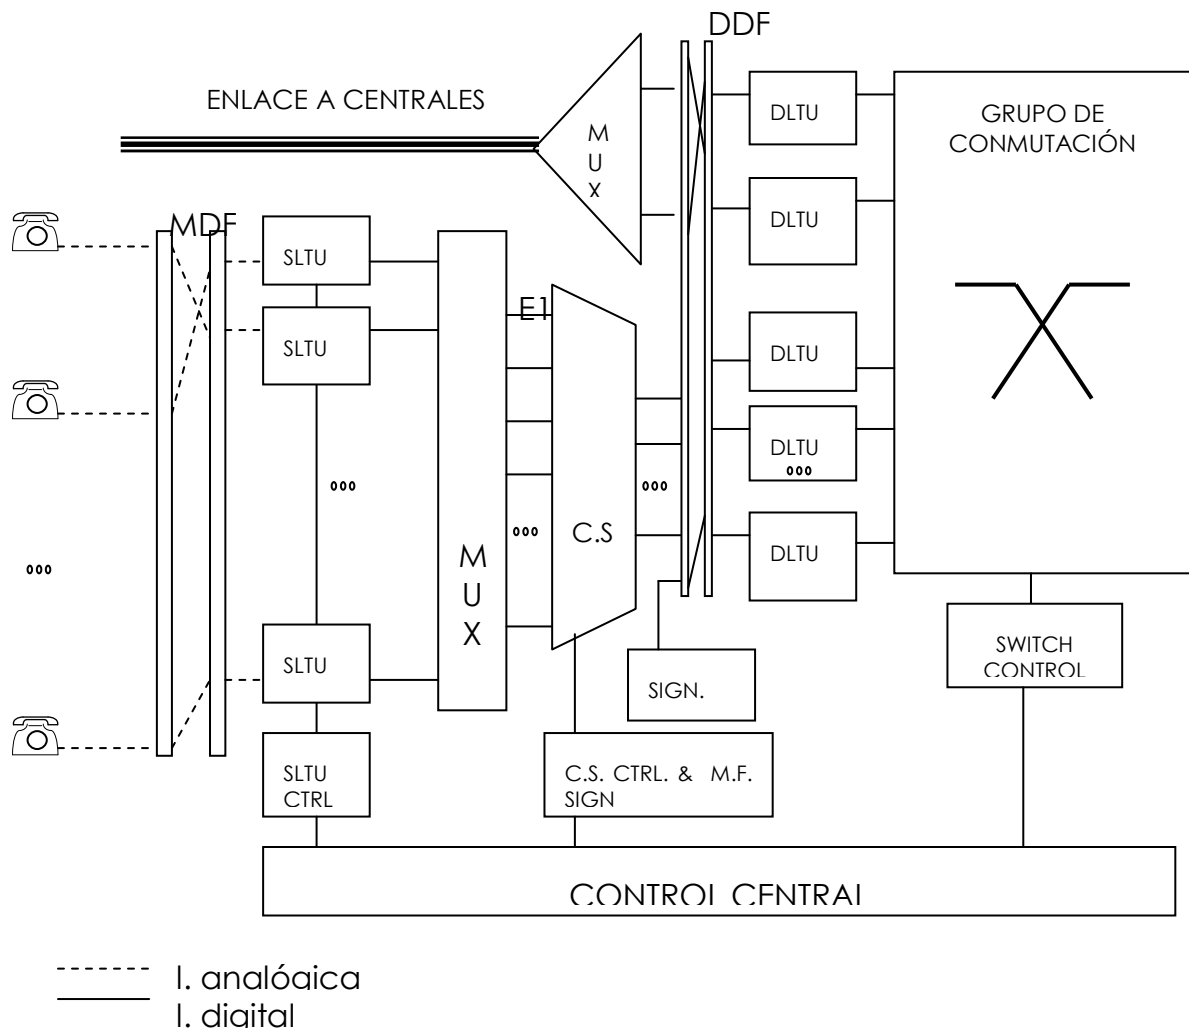 DDF
ENLACE A CENTRALES
M
U
X
DLTU
GRUPO DE
CONMUTACIÓN
DLTU
MDF
SLTU
E1
SLTU
DLTU
DLTU
C.S
M
U
X
DLTU
SLTU
SIGN.
SWITCH
CONTROL
SLTU
CTRL
C.S. CTRL. & M.F.
SIGN
CONTROL CENTRAL
l. analógica
l. digital